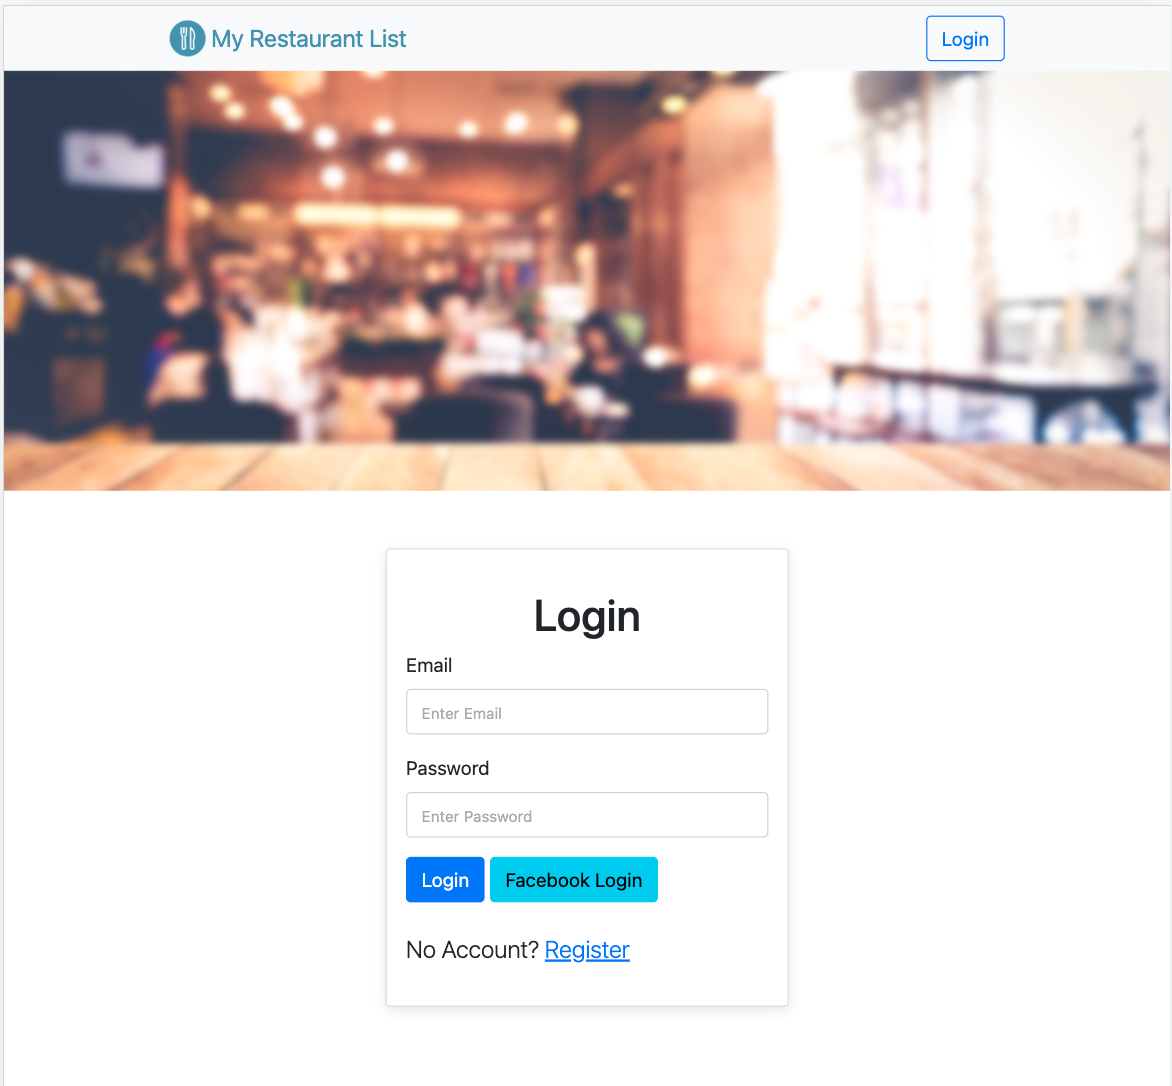 My Restaurant List
Login
Login
Email
Enter Email
Password
Enter Password
Login Facebook Login
No Account? Register